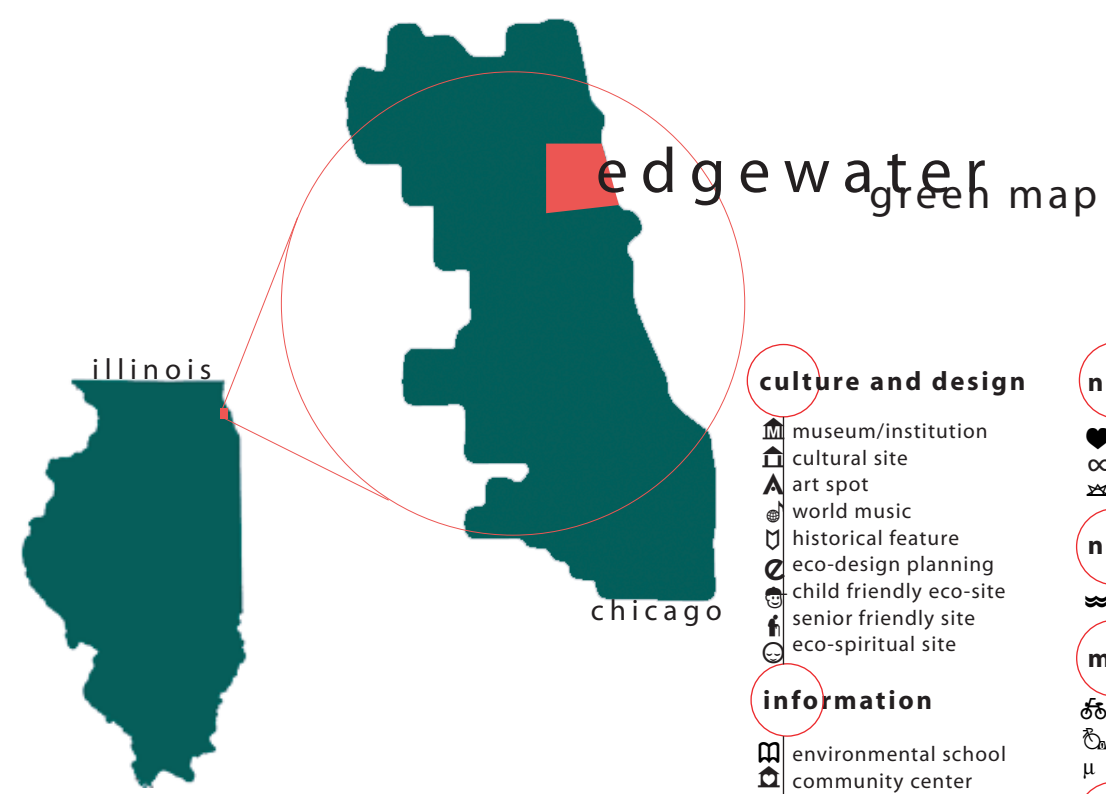 edgewater
green map
illinois
chicago
culture and design
museum/institution
cultural site
art spot
world music
historical feature
eco-design planning
child friendly eco-site
senior friendly site
eco-spiritual site
information
environmental school
community center
n
n
m
µ